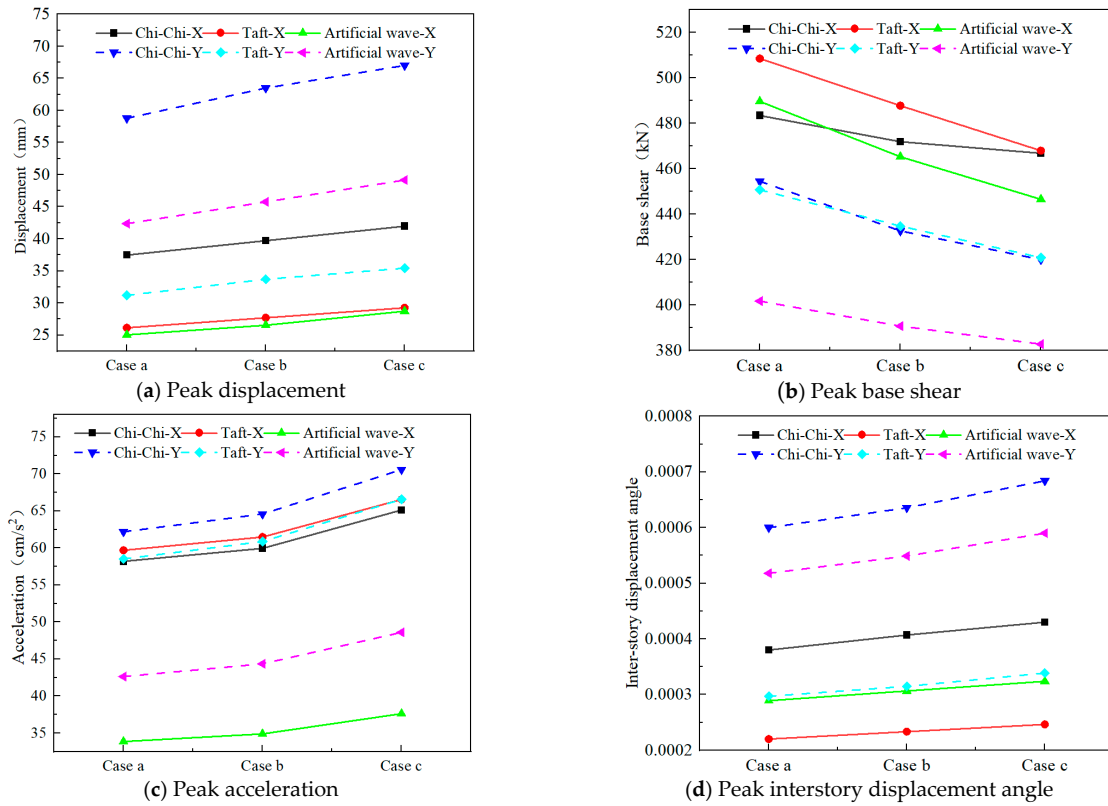 75
70
65
60
55
50
45
40
35
30
25
Displacement（mm）
Chi-Chi-X Taft-X Artificial wave-X
Chi-Chi-Y Taft-Y Artificial wave-Y
Case a Case b Case c
(a) Peak displacement
520
500
480
460
440
420
400
380
Base shear（kN）
Chi-Chi-X Taft-X Artificial wave-X
Chi-Chi-Y Taft-Y Artificial wave-Y
Case a Case b Case c
(b) Peak base shear
75
70
65
60
55
50
45
40
35
Acceleration（cm/s²）
Chi-Chi-X Taft-X Artificial wave-X
Chi-Chi-Y Taft-Y Artificial wave-Y
Case a Case b Case c
(c) Peak acceleration
0.0008
0.0007
0.0006
0.0005
0.0004
0.0003
0.0002
Inter-story displacement angle
Chi-Chi-X Taft-X Artificial wave-X
Chi-Chi-Y Taft-Y Artificial wave-Y
Case a Case b Case c
(d) Peak interstory displacement angle